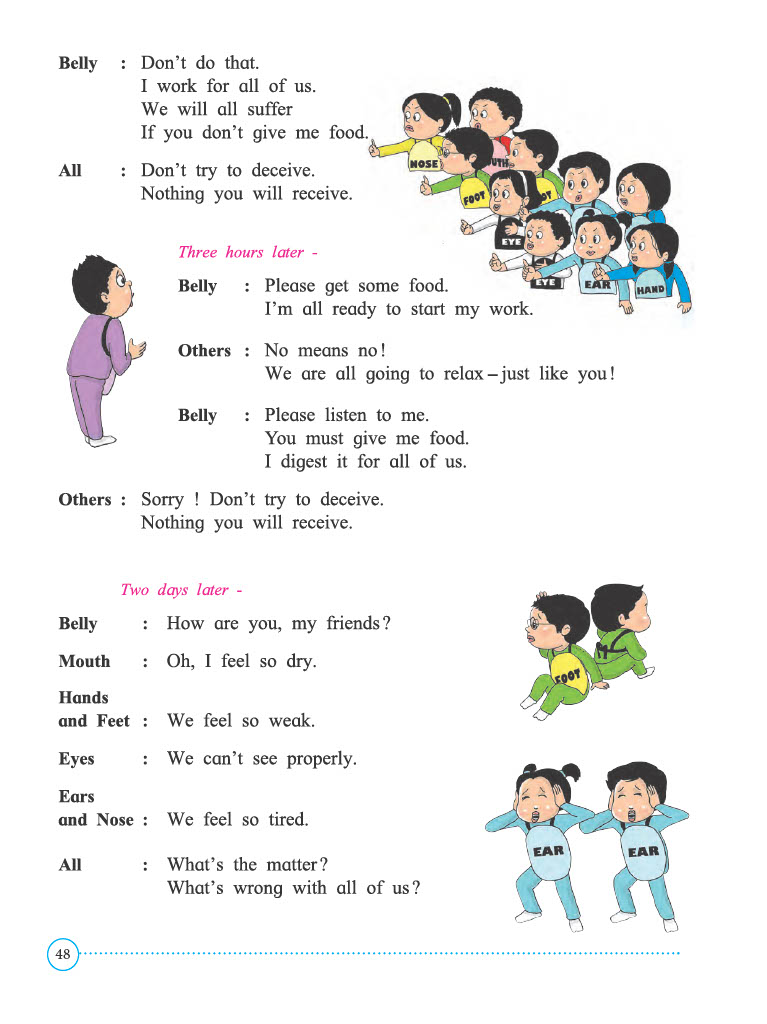 Belly : Don't do that.
I work for all of us.
We will all suffer
If you don't give me food.
All : Don't try to deceive.
Nothing you will receive.
NOSE
UTH
FOOT
OT
EYE
EYE
EAR
HAND
Three hours later -
Belly : Please get some food.
I'm all ready to start my work.
Others : No means no !
We are all going to relax – just like you !
Belly : Please listen to me.
You must give me food.
I digest it for all of us.
Others : Sorry ! Don't try to deceive.
Nothing you will receive.
Two days later -
Belly : How are you, my friends ?
Mouth : Oh, I feel so dry.
Hands
and Feet : We feel so weak.
Eyes : We can't see properly.
Ears
and Nose : We feel so tired.
All : What's the matter ?
What's wrong with all of us ?
FOOT
EAR
EAR
48